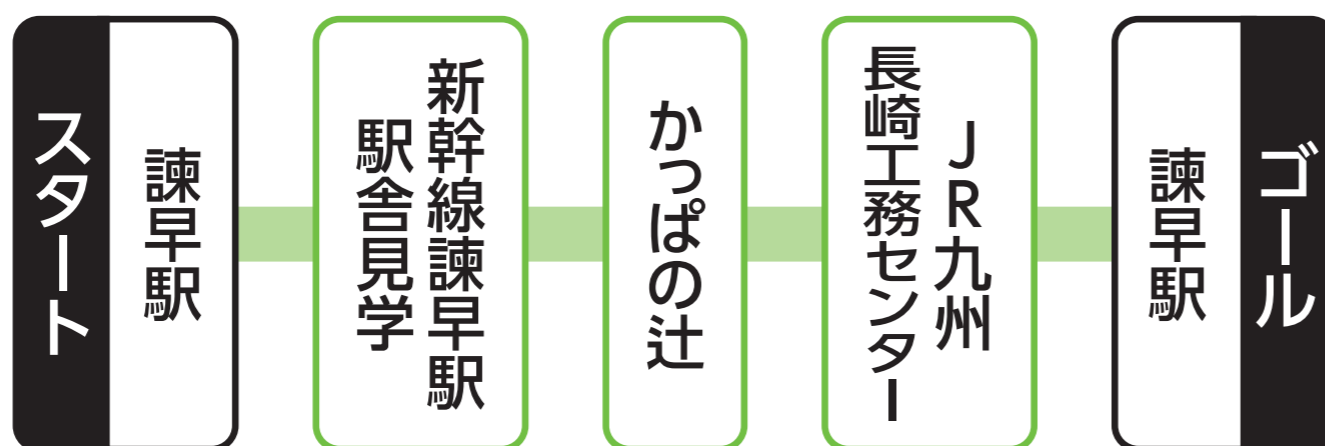 スタート
諫早駅
新幹線諫早駅
駅舎見学
かっぱの辻
JR九州
長崎工務センター
ゴール
諫早駅